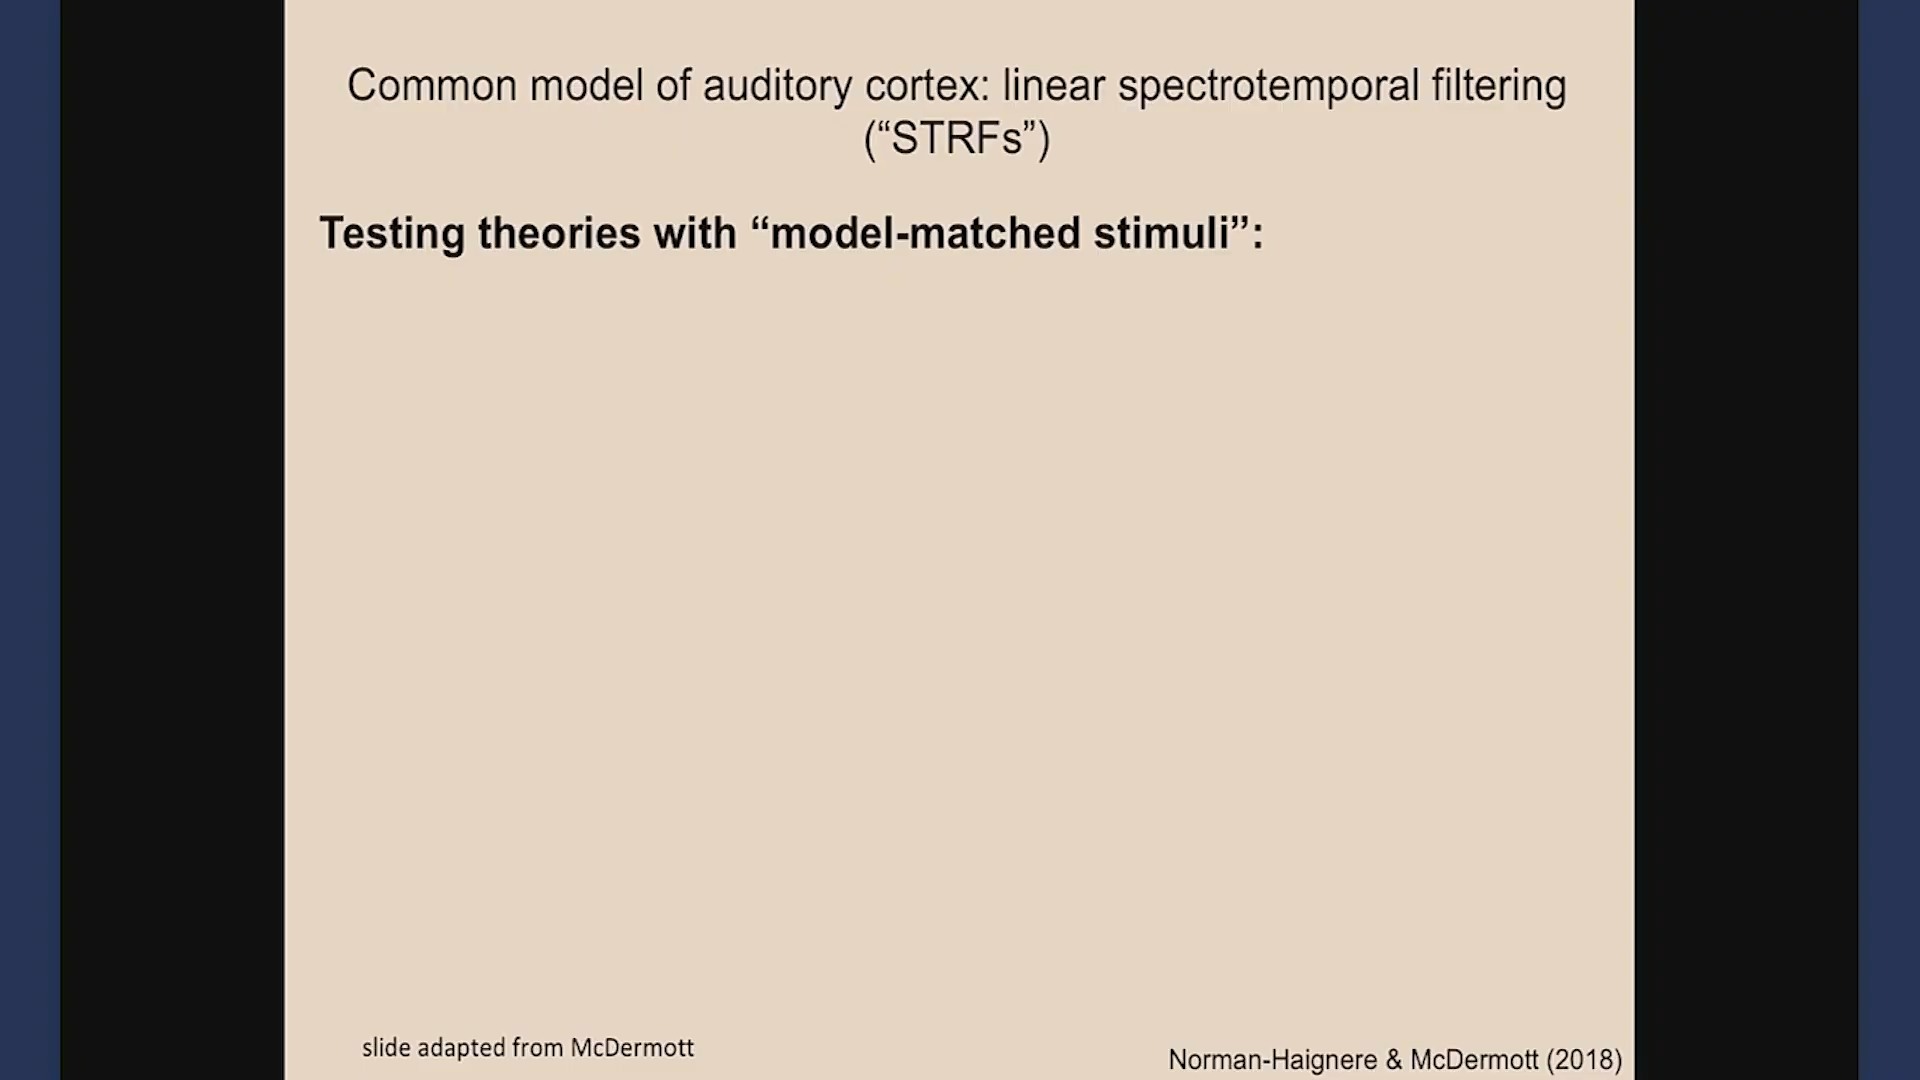 Common model of auditory cortex: linear spectrotemporal filtering
(“STRFs”)
Testing theories with “model-matched stimuli”:
slide adapted from McDermott
Norman-Haignere & McDermott (2018)